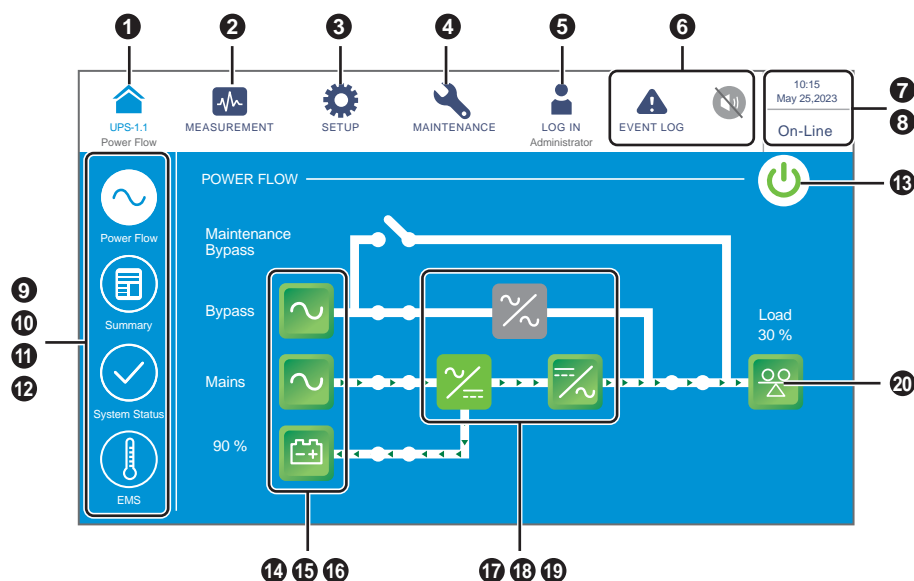 1 2 3 4 5 6
10:15
May 25,2023
On-Line
7
8
UPS-1.1
Power Flow
MEASUREMENT
SETUP
MAINTENANCE
LOG IN
Administrator
EVENT LOG
POWER FLOW
13
Power Flow
Summary
System Status
EMS
9
10
11
12
Maintenance
Bypass
Bypass
Mains
90 %
Load
30 %
20
14 15 16
17 18 19